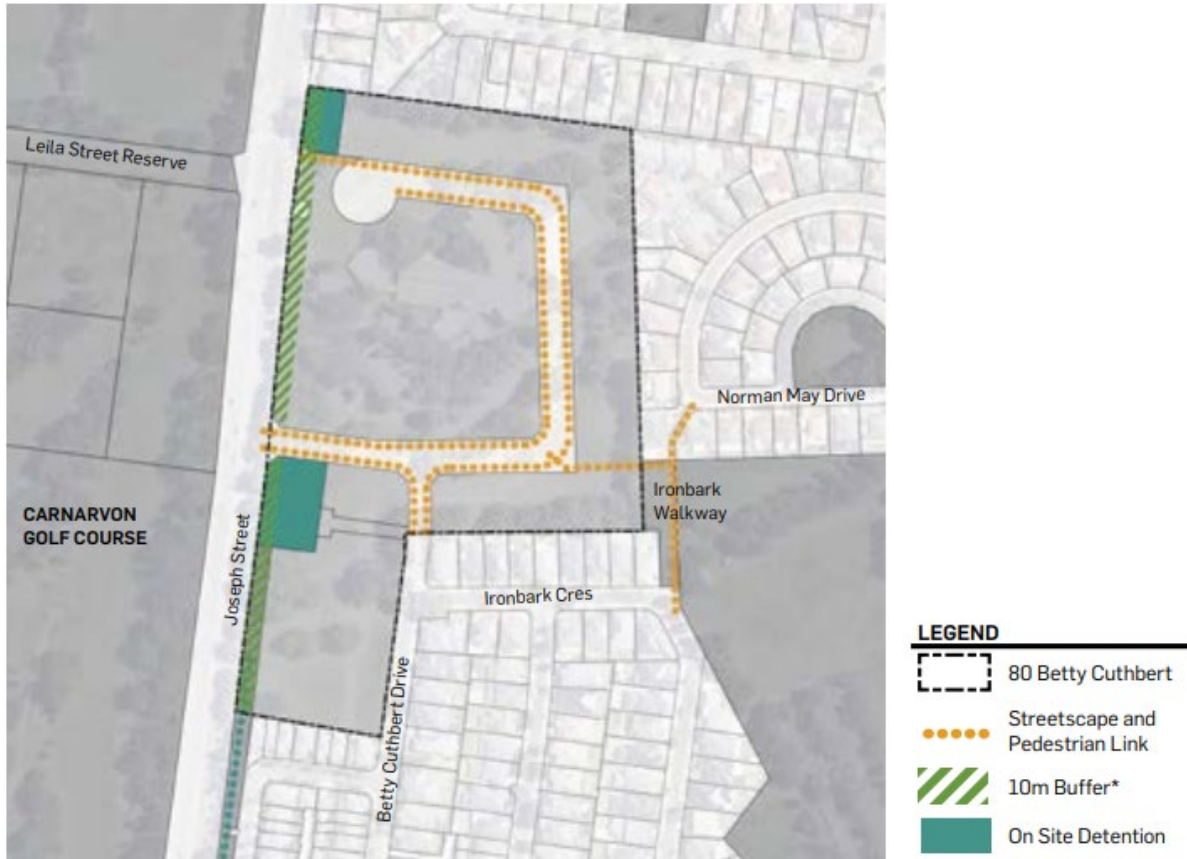 Leila Street Reserve
Norman May Drive
Ironbark
Walkway
CARNARVON
GOLF COURSE
Joseph Street
Ironbark Cres
Betty Cuthbert Drive
LEGEND
80 Betty Cuthbert
Streetscape and
Pedestrian Link
10m Buffer*
On Site Detention